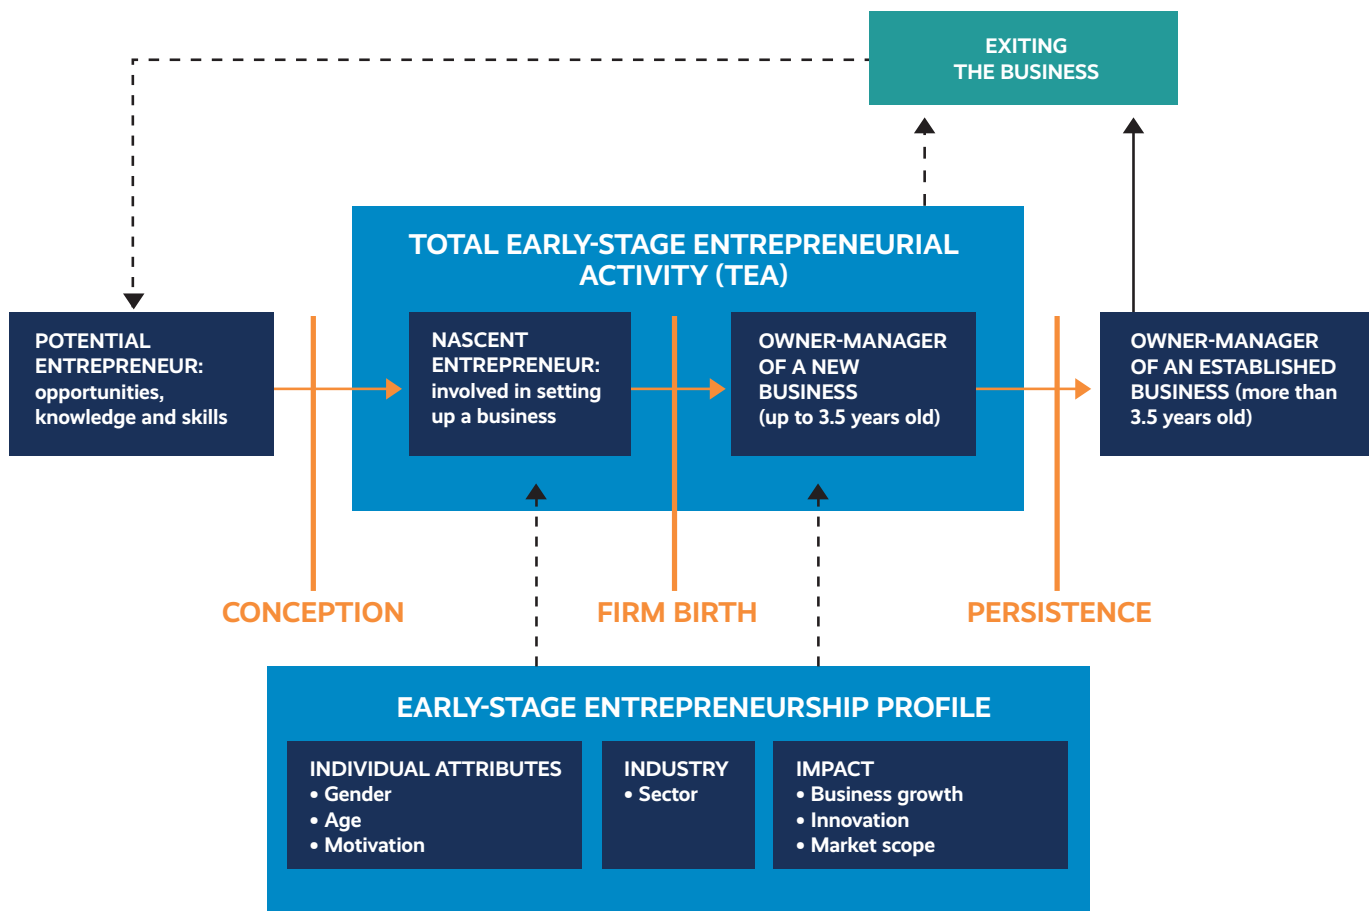 EXITING
THE BUSINESS
TOTAL EARLY-STAGE ENTREPRENEURIAL
ACTIVITY (TEA)
POTENTIAL
ENTREPRENEUR:
opportunities,
knowledge and skills
NASCENT
ENTREPRENEUR:
involved in setting
up a business
OWNER-MANAGER
OF A NEW
BUSINESS
(up to 3.5 years old)
OWNER-MANAGER
OF AN ESTABLISHED
BUSINESS (more than
3.5 years old)
CONCEPTION
FIRM BIRTH
PERSISTENCE
EARLY-STAGE ENTREPRENEURSHIP PROFILE
INDIVIDUAL ATTRIBUTES
• Gender
• Age
• Motivation
INDUSTRY
• Sector
IMPACT
• Business growth
• Innovation
• Market scope